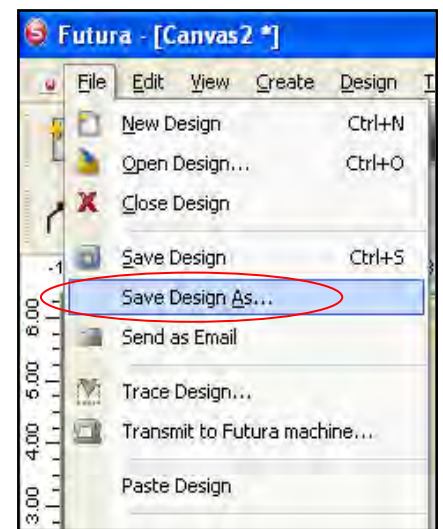 Futura - [Canvas2 *]
File Edit View Create Design T
New Design Ctrl+N
Open Design... Ctrl+O
Close Design
Save Design Ctrl+S
-1
Save Design As...
6.00
Send as Email
5.00
Trace Design...
4.00
Transmit to Futura machine...
3.00
Paste Design